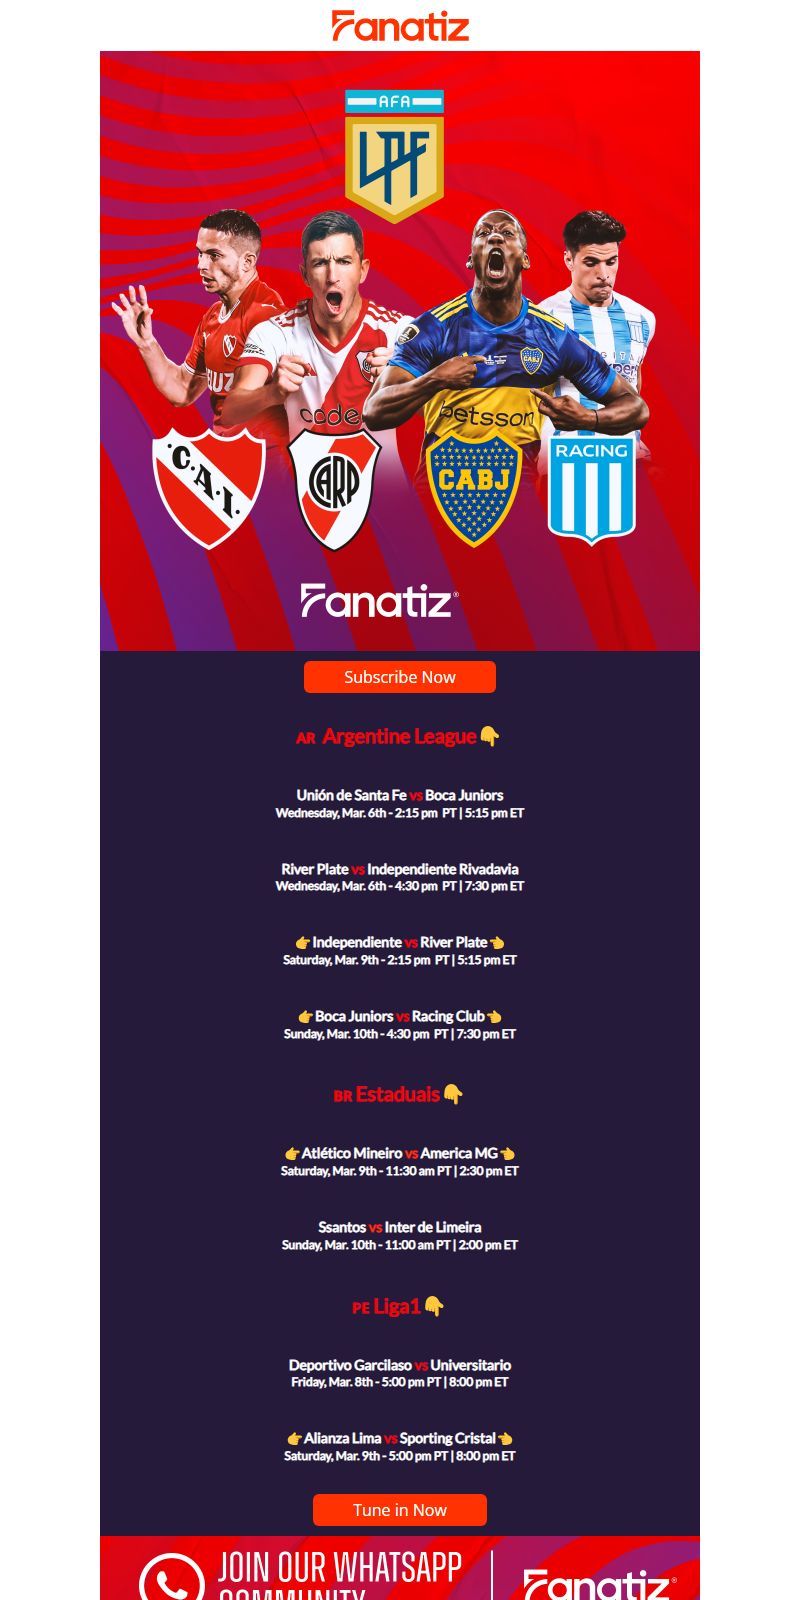 Fanatiz
AFA
LPF
BUZ
code
CABJ
betsson
C.A.I.
CARP
CABJ
RACING
Fanatiz®
Subscribe Now
AR Argentine League 👇
Unión de Santa Fe vs Boca Juniors
Wednesday, Mar. 6th - 2:15 pm PT | 5:15 pm ET
River Plate vs Independiente Rivadavia
Wednesday, Mar. 6th - 4:30 pm PT | 7:30 pm ET
👉 Independiente vs River Plate 👈
Saturday, Mar. 9th - 2:15 pm PT | 5:15 pm ET
👉 Boca Juniors vs Racing Club 👈
Sunday, Mar. 10th - 4:30 pm PT | 7:30 pm ET
BR Estaduais 👇
👉 Atlético Mineiro vs America MG 👈
Saturday, Mar. 9th - 11:30 am PT | 2:30 pm ET
Ssantos vs Inter de Limeira
Sunday, Mar. 10th - 11:00 am PT | 2:00 pm ET
PE Liga1 👇
Deportivo Garcilaso vs Universitario
Friday, Mar. 8th - 5:00 pm PT | 8:00 pm ET
👉 Alianza Lima vs Sporting Cristal 👈
Saturday, Mar. 9th - 5:00 pm PT | 8:00 pm ET
Tune in Now
JOIN OUR WHATSAPP
COMMUNITY
Fanatiz®